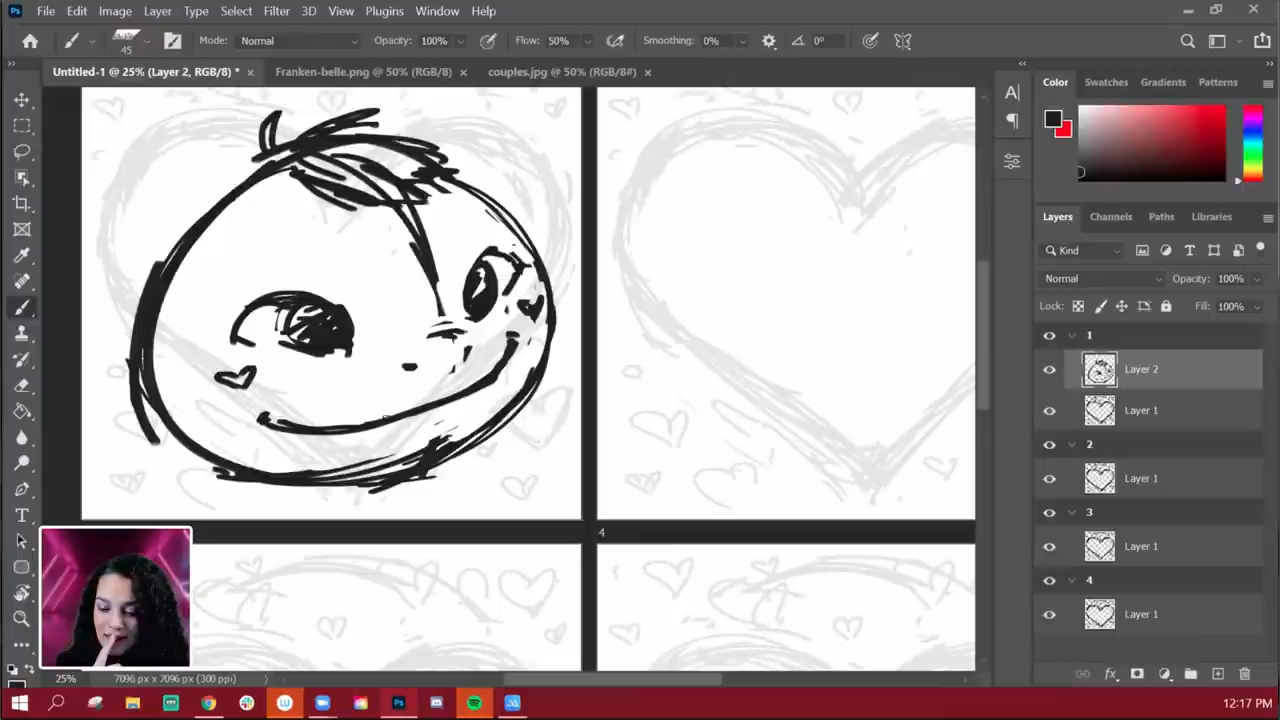 Ps File Edit Image Layer Type Select Filter 3D View Plugins Window Help
45 Mode: Normal Opacity: 100% Flow: 50% Smoothing: 0% 0°
Untitled-1 @ 25% (Layer 2, RGB/8) * Franken-belle.png @ 50% (RGB/8) couples.jpg @ 50% (RGB/8#)
Color Swatches Gradients Patterns
Layers Channels Paths Libraries
Kind
Normal Opacity: 100%
Lock: Fill: 100%
1
Layer 2
Layer 1
2
Layer 1
3
Layer 1
4
Layer 1
4
25% 7096 px x 7096 px (300 ppi)
12:17 PM